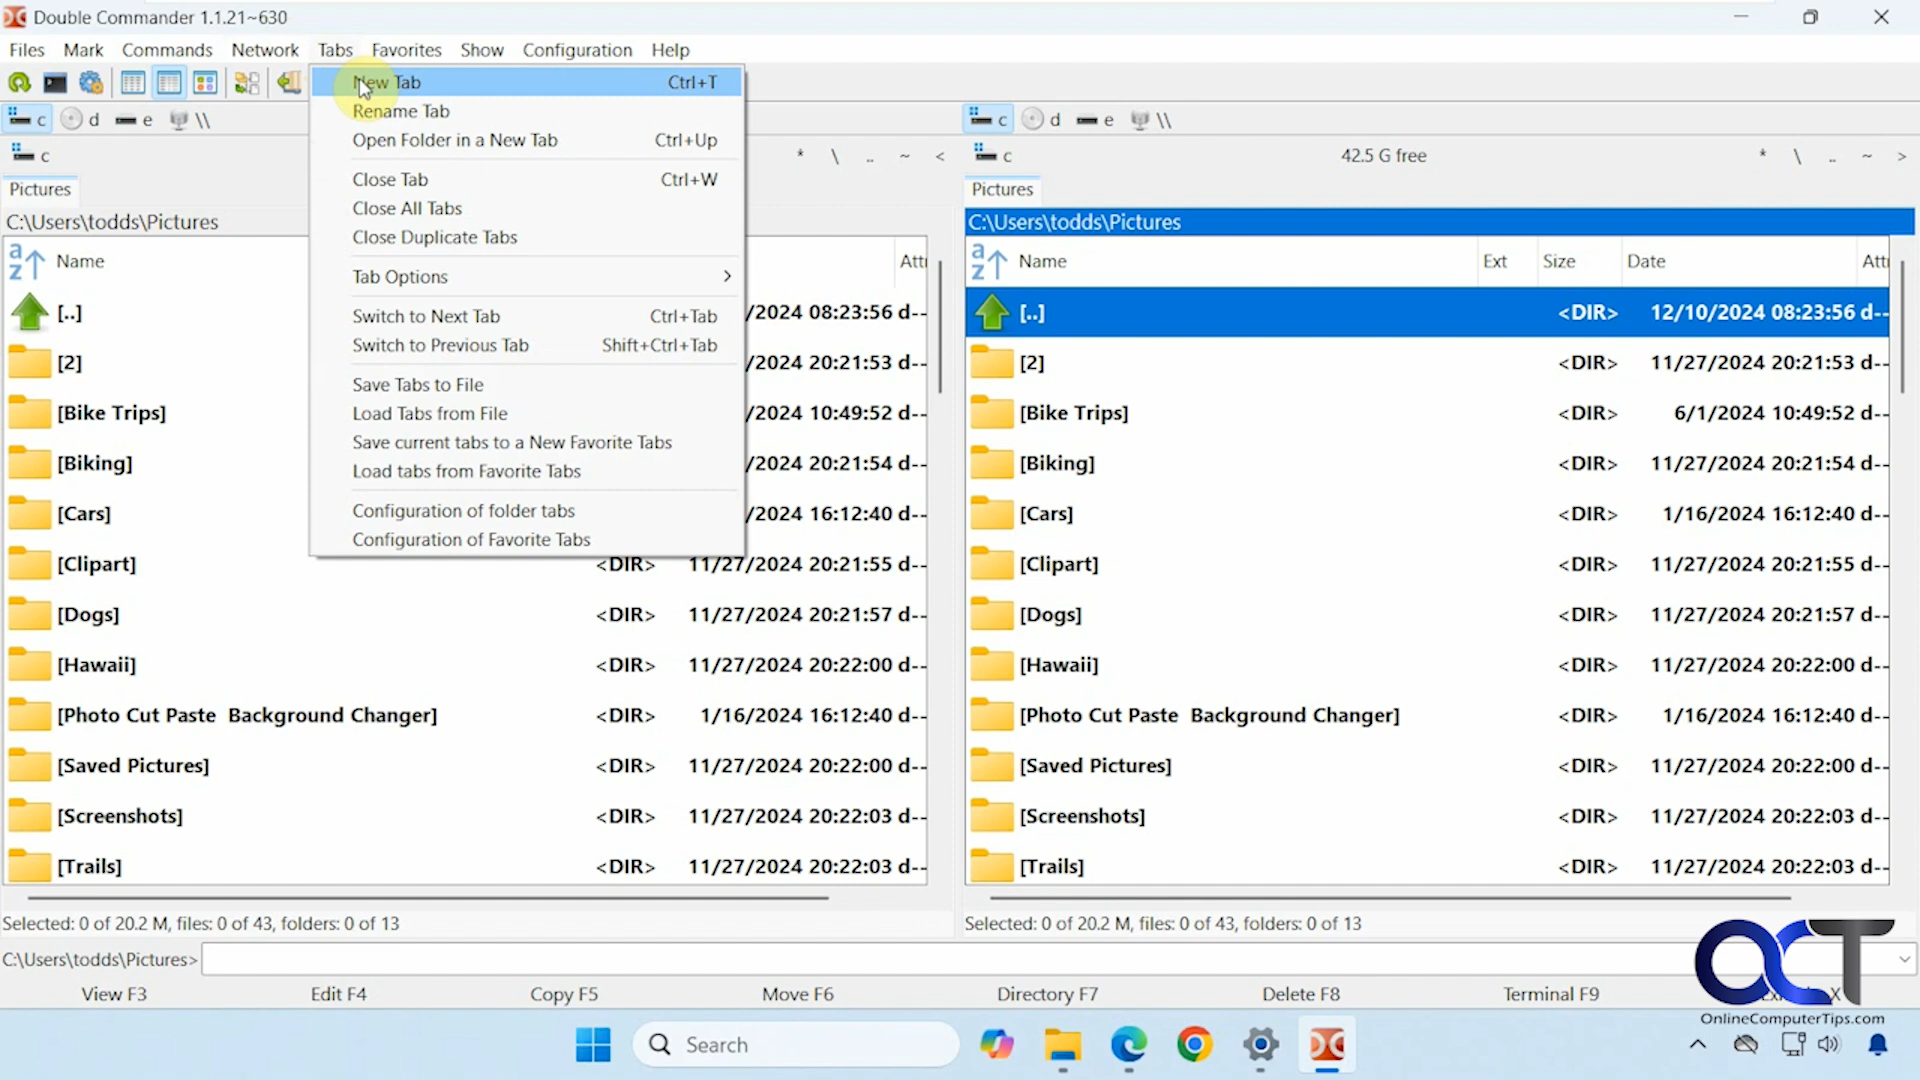 Double Commander 1.1.21~630
Files Mark Commands Network Tabs Favorites Show Configuration Help
New Tab Ctrl+T
Rename Tab
Open Folder in a New Tab Ctrl+Up
Close Tab Ctrl+W
Close All Tabs
Close Duplicate Tabs
Tab Options >
Switch to Next Tab Ctrl+Tab
Switch to Previous Tab Shift+Ctrl+Tab
Save Tabs to File
Load Tabs from File
Save current tabs to a New Favorite Tabs
Load tabs from Favorite Tabs
Configuration of folder tabs
Configuration of Favorite Tabs
c d e \\
c * \ .. ~ <
Pictures
C:\Users\todds\Pictures
Name Attr
[..] /2024 08:23:56 d--
[2] /2024 20:21:53 d--
[Bike Trips] /2024 10:49:52 d--
[Biking] /2024 20:21:54 d--
[Cars] /2024 16:12:40 d--
[Clipart] <DIR> 11/27/2024 20:21:55 d--
[Dogs] <DIR> 11/27/2024 20:21:57 d--
[Hawaii] <DIR> 11/27/2024 20:22:00 d--
[Photo Cut Paste  Background Changer] <DIR> 1/16/2024 16:12:40 d--
[Saved Pictures] <DIR> 11/27/2024 20:22:00 d--
[Screenshots] <DIR> 11/27/2024 20:22:03 d--
[Trails] <DIR> 11/27/2024 20:22:03 d--
Selected: 0 of 20.2 M, files: 0 of 43, folders: 0 of 13
c d e \\
c 42.5 G free * \ .. ~ >
Pictures
C:\Users\todds\Pictures
Name Ext Size Date Attr
[..] <DIR> 12/10/2024 08:23:56 d--
[2] <DIR> 11/27/2024 20:21:53 d--
[Bike Trips] <DIR> 6/1/2024 10:49:52 d--
[Biking] <DIR> 11/27/2024 20:21:54 d--
[Cars] <DIR> 1/16/2024 16:12:40 d--
[Clipart] <DIR> 11/27/2024 20:21:55 d--
[Dogs] <DIR> 11/27/2024 20:21:57 d--
[Hawaii] <DIR> 11/27/2024 20:22:00 d--
[Photo Cut Paste  Background Changer] <DIR> 1/16/2024 16:12:40 d--
[Saved Pictures] <DIR> 11/27/2024 20:22:00 d--
[Screenshots] <DIR> 11/27/2024 20:22:03 d--
[Trails] <DIR> 11/27/2024 20:22:03 d--
Selected: 0 of 20.2 M, files: 0 of 43, folders: 0 of 13
C:\Users\todds\Pictures>
View F3 Edit F4 Copy F5 Move F6 Directory F7 Delete F8 Terminal F9
OCT
OnlineComputerTips.com
Search